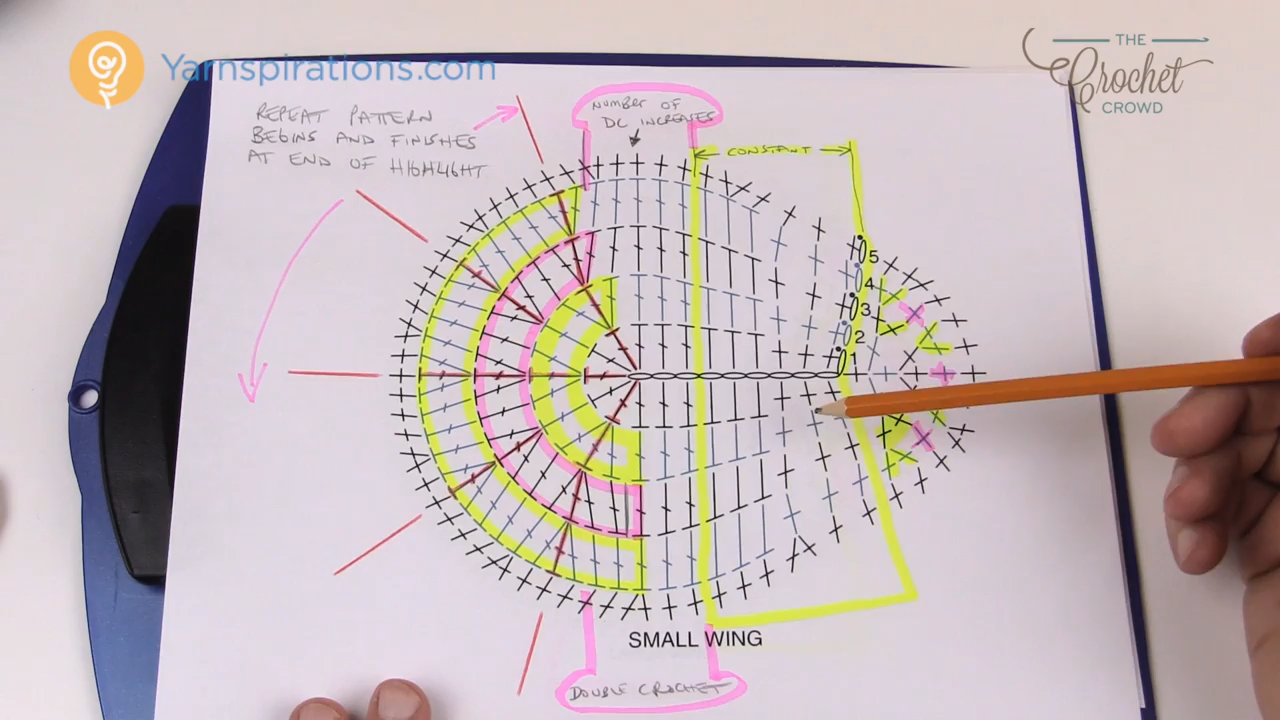 Yarnspirations.com
THE
Crochet
CROWD
REPEAT PATTERN
BEGINS AND FINISHES
AT END OF HIGHLIGHT
NUMBER OF
DC INCREASES
CONSTANT
5
4
3
2
1
SMALL WING
DOUBLE CROCHET